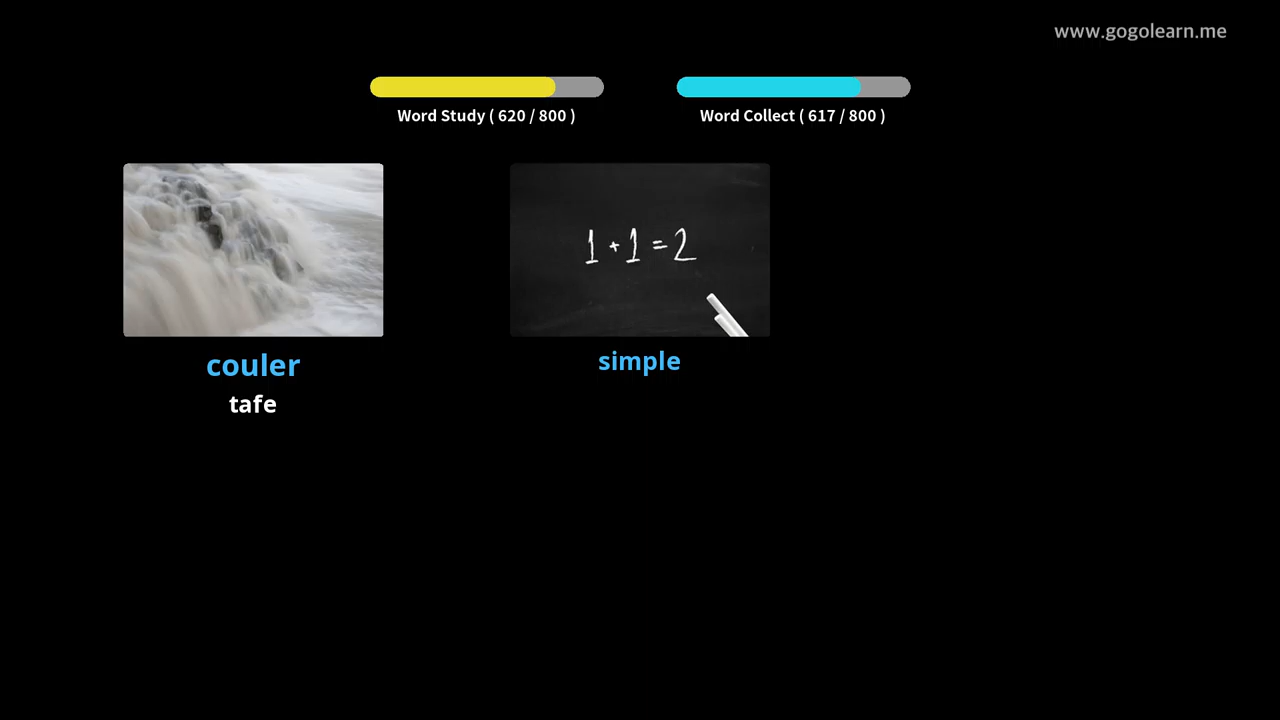 www.gogolearn.me
Word Study ( 620 / 800 )
Word Collect ( 617 / 800 )
1 + 1 = 2
couler
simple
tafe